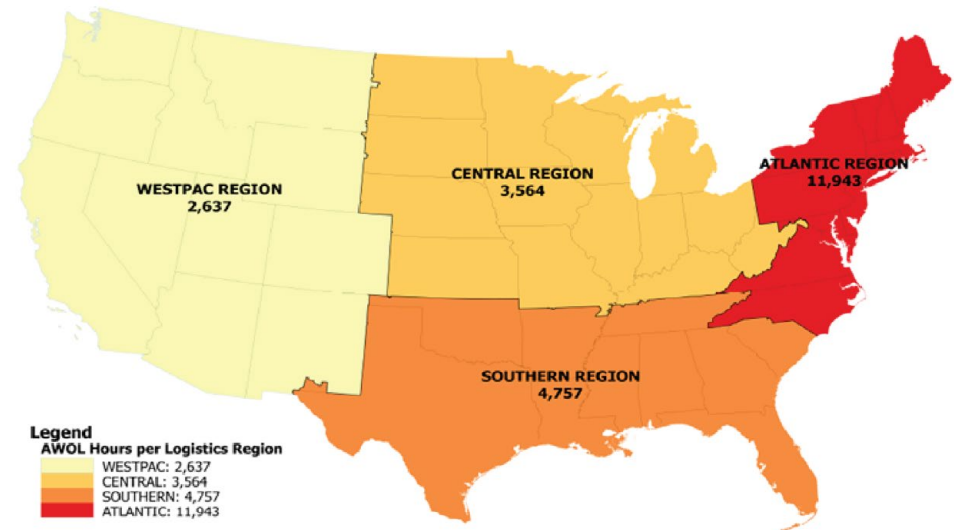 ATLANTIC REGION
11,943
CENTRAL REGION
3,564
WESTPAC REGION
2,637
SOUTHERN REGION
4,757
Legend
AWOL Hours per Logistics Region
WESTPAC: 2,637
CENTRAL: 3,564
SOUTHERN: 4,757
ATLANTIC: 11,943